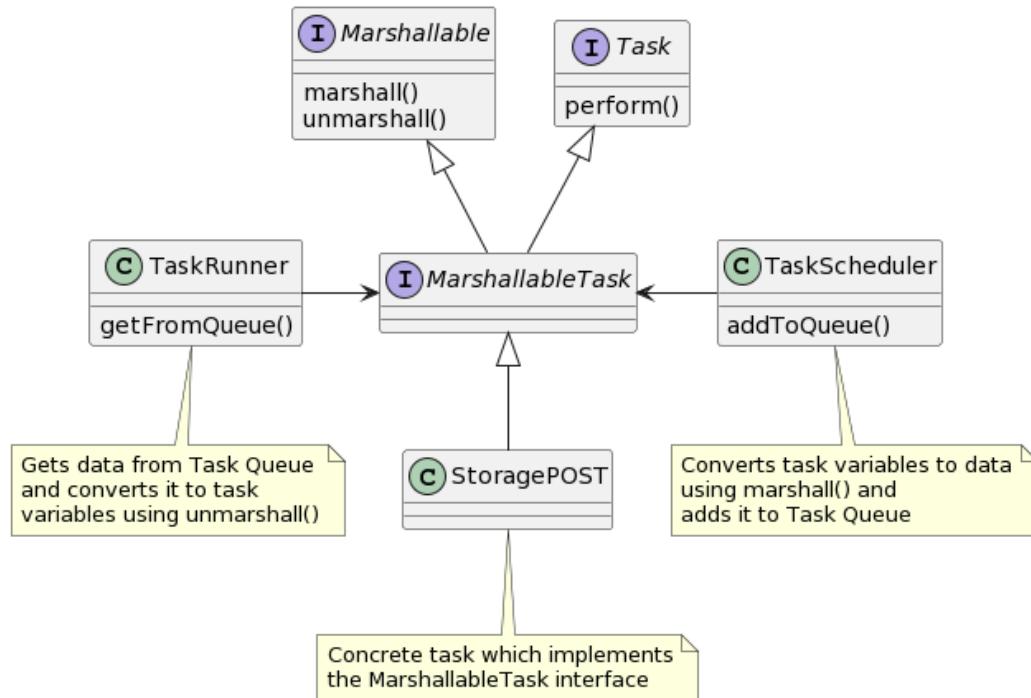 I Marshallable
marshall()
unmarshall()
I Task
perform()
C TaskRunner
getFromQueue()
I MarshallableTask
C TaskScheduler
addToQueue()
Gets data from Task Queue
and converts it to task
variables using unmarshall()
C StoragePOST
Converts task variables to data
using marshall() and
adds it to Task Queue
Concrete task which implements
the MarshallableTask interface